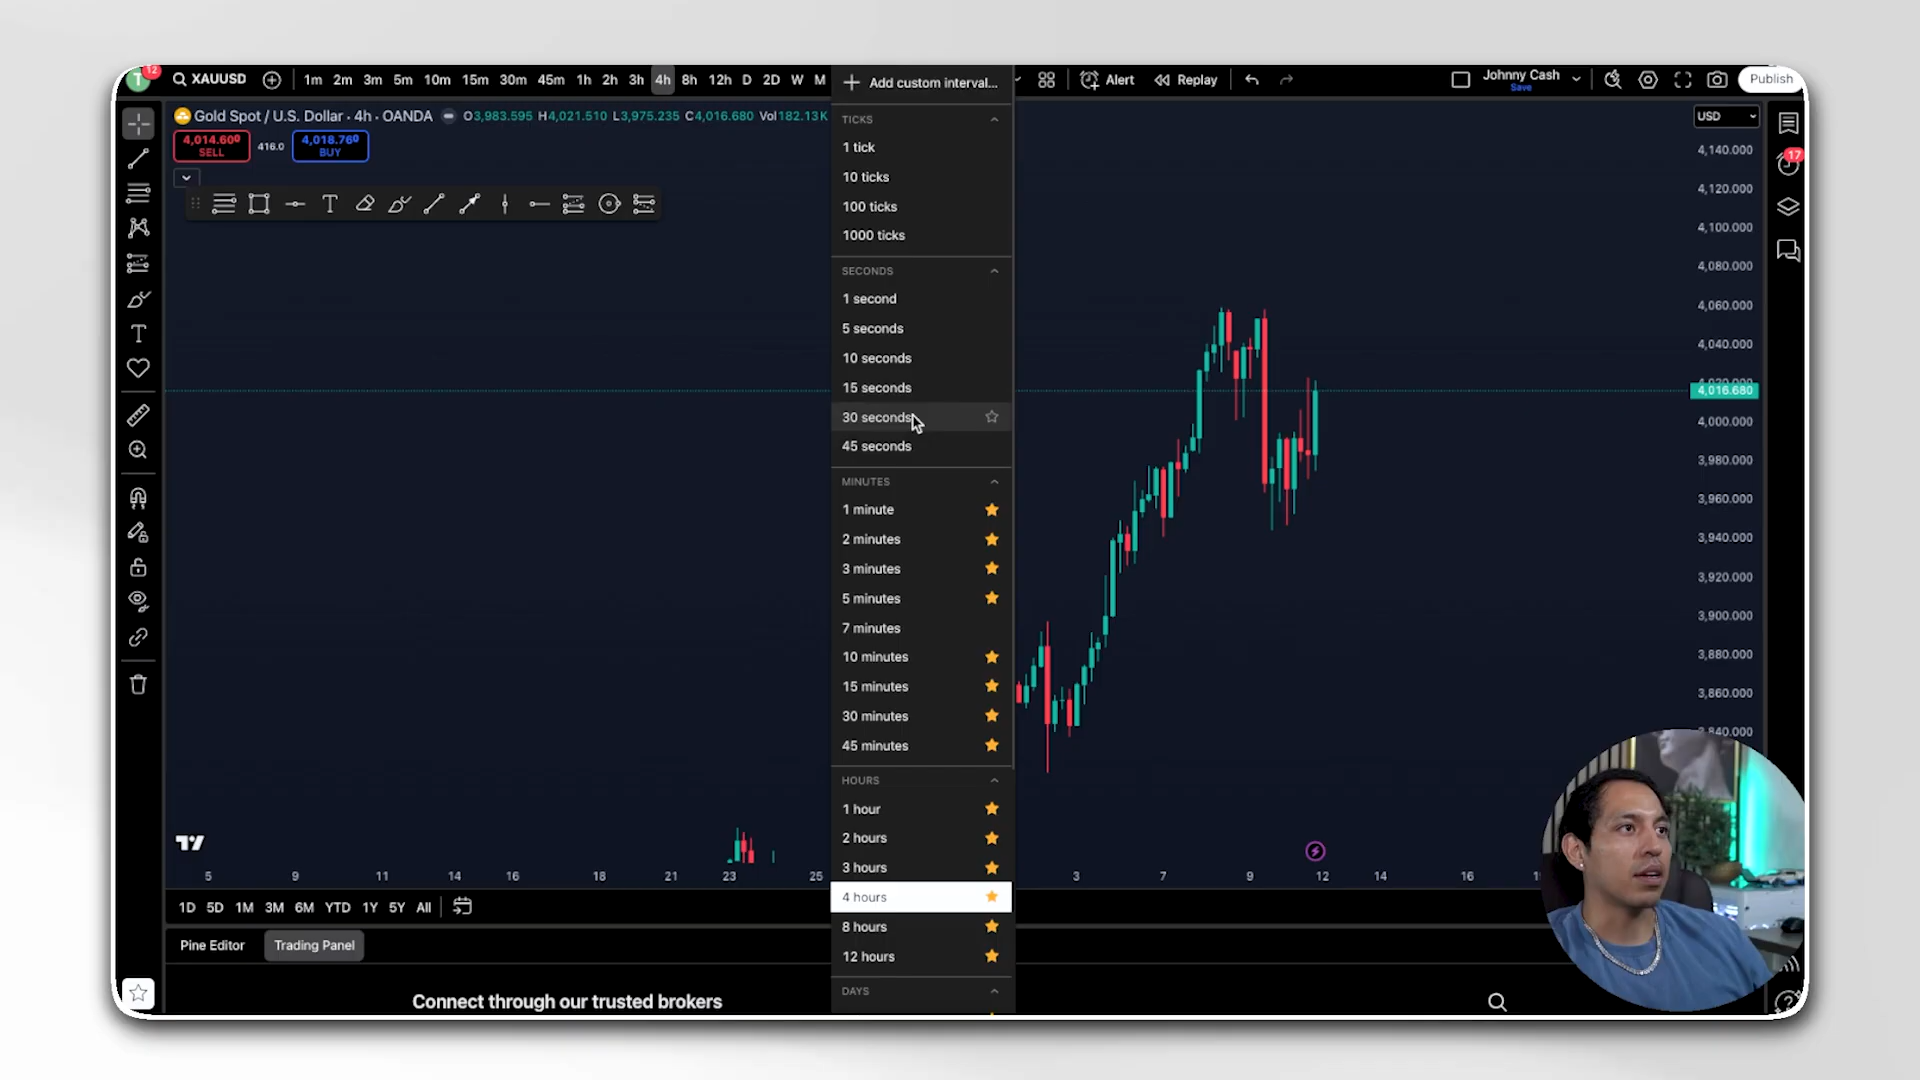 T
12
XAUUSD
1m 2m 3m 5m 10m 15m 30m 45m 1h 2h 3h 4h 8h 12h D 2D W M
Add custom interval...
Alert
Replay
Johnny Cash
Save
Publish
Gold Spot / U.S. Dollar · 4h · OANDA
O3,983.595 H4,021.510 L3,975.235 C4,016.680 Vol182.13K
4,014.600
SELL
416.0
4,018.760
BUY
USD
17
TICKS
1 tick
10 ticks
100 ticks
1000 ticks
SECONDS
1 second
5 seconds
10 seconds
15 seconds
30 seconds
45 seconds
MINUTES
1 minute
2 minutes
3 minutes
5 minutes
7 minutes
10 minutes
15 minutes
30 minutes
45 minutes
HOURS
1 hour
2 hours
3 hours
4 hours
8 hours
12 hours
DAYS
4,140.000
4,120.000
4,100.000
4,080.000
4,060.000
4,040.000
4,016.680
4,000.000
3,980.000
3,960.000
3,940.000
3,920.000
3,900.000
3,880.000
3,860.000
3,840.000
5 9 11 14 16 18 21 23 25 3 7 9 12 14 16
1D 5D 1M 3M 6M YTD 1Y 5Y All
Pine Editor
Trading Panel
Connect through our trusted brokers